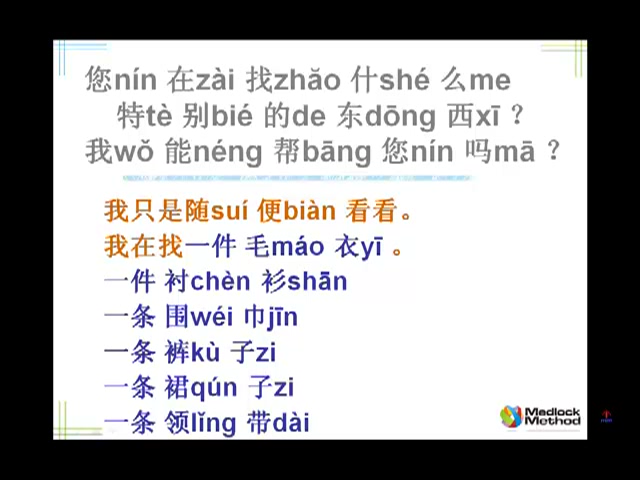 您nín 在zài 找zhăo 什shé 么me
特tè 别bié 的de 东dōng 西xī ？
我wǒ 能néng 帮bāng 您nín 吗mā ？
我只是随suí 便biàn 看看。
我在找一件 毛máo 衣yī 。
一件 衬chèn 衫shān
一条 围wéi 巾jīn
一条 裤kù 子zi
一条 裙qún 子zi
一条 领lǐng 带dài
Medlock
Method